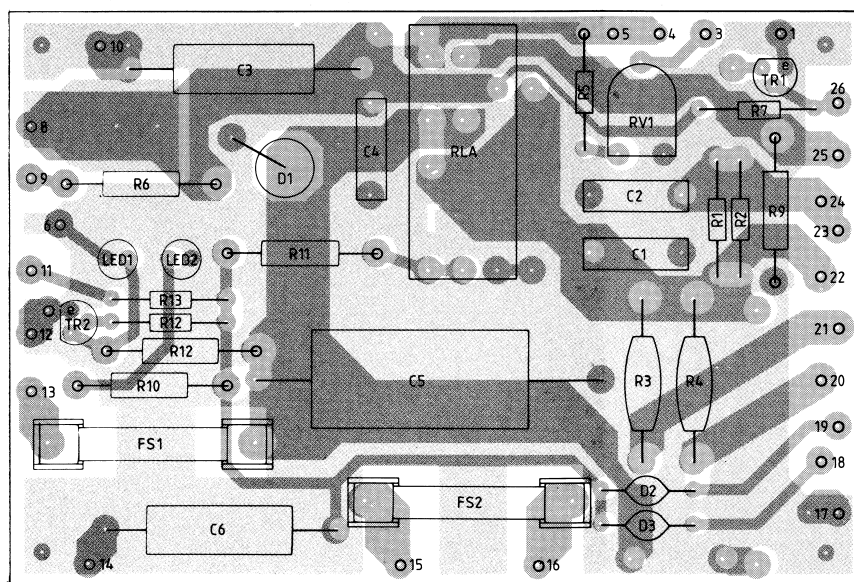 10
5
4
3
1
C3
e
TR1
26
R5
RV1
R7
8
C4
RLA
25
9
R6
D1
C2
24
R1
R2
R9
23
6
LED1
LED2
R11
C1
11
22
R13
e
TR2
R12
12
21
R12
R10
C5
R3
R4
20
13
19
FS1
18
D2
FS2
17
C6
D3
14
15
16